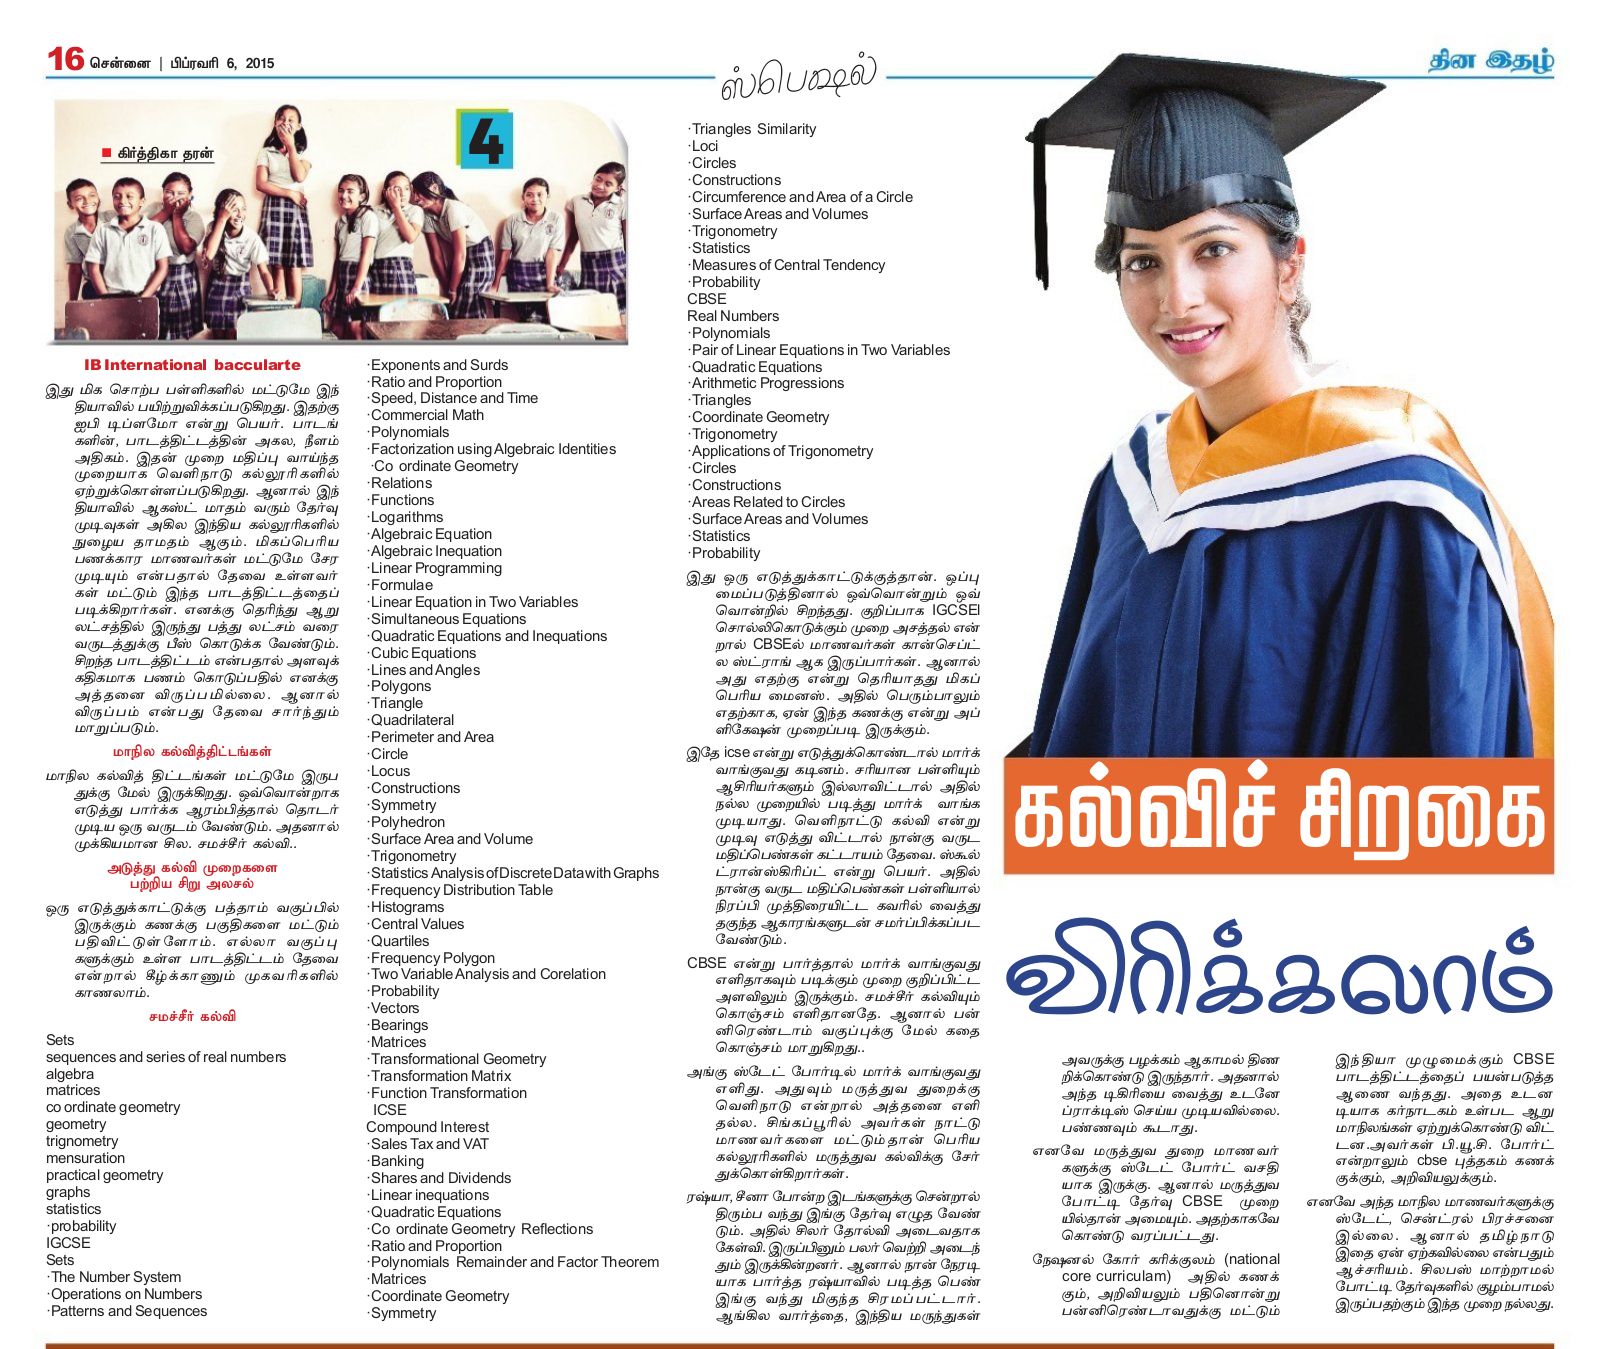 16 சென்னை | பிப்ரவரி 6, 2015
ஸ்பெஷல்
தின இதழ்
■ கிர்த்திகா தரன்
4
IB International baccularte
இது மிக சொற்ப பள்ளிகளில் மட்டுமே இந்
தியாவில் பயிற்றுவிக்கப்படுகிறது. இதற்கு
ஐபி டிப்ளமோ என்று பெயர். பாடங்
களின், பாடத்திட்டத்தின் அகல, நீளம்
அதிகம். இதன் முறை மதிப்பு வாய்ந்த
முறையாக வெளிநாடு கல்லூரிகளில்
ஏற்றுக்கொள்ளப்படுகிறது. ஆனால் இந்
தியாவில் ஆகஸ்ட் மாதம் வரும் தேர்வு
முடிவுகள் அகில இந்திய கல்லூரிகளில்
நுழைய தாமதம் ஆகும். மிகப்பெரிய
பணக்கார மாணவர்கள் மட்டுமே சேர
முடியும் என்பதால் தேவை உள்ளவர்
கள் மட்டும் இந்த பாடத்திட்டத்தைப்
படிக்கிறார்கள். எனக்கு தெரிந்து ஆறு
லட்சத்தில் இருந்து பத்து லட்சம் வரை
வருடத்துக்கு பீஸ் கொடுக்க வேண்டும்.
சிறந்த பாடத்திட்டம் என்பதால் அளவுக்
கதிகமாக பணம் கொடுப்பதில் எனக்கு
அத்தனை விருப்பமில்லை. ஆனால்
விருப்பம் என்பது தேவை சார்ந்தும்
மாறுப்படும்.
மாநில கல்வித்திட்டங்கள்
மாநில கல்வித் திட்டங்கள் மட்டுமே இருப
துக்கு மேல் இருக்கிறது. ஒவ்வொன்றாக
எடுத்து பார்க்க ஆரம்பித்தால் தொடர்
முடிய ஒரு வருடம் வேண்டும். அதனால்
முக்கியமான சில. சமச்சீர் கல்வி..
அடுத்து கல்வி முறைகளை
பற்றிய சிறு அலசல்
ஒரு எடுத்துக்காட்டுக்கு பத்தாம் வகுப்பில்
இருக்கும் கணக்கு பகுதிகளை மட்டும்
பதிவிட்டுள்ளோம். எல்லா வகுப்பு
களுக்கும் உள்ள பாடத்திட்டம் தேவை
என்றால் கீழ்க்காணும் முகவரிகளில்
காணலாம்.
சமச்சீர் கல்வி
Sets
sequences and series of real numbers
algebra
matrices
co ordinate geometry
geometry
trignometry
mensuration
practical geometry
graphs
statistics
·probability
IGCSE
Sets
·The Number System
·Operations on Numbers
·Patterns and Sequences
·Exponents and Surds
·Ratio and Proportion
·Speed, Distance and Time
·Commercial Math
·Polynomials
·Factorization using Algebraic Identities
·Co ordinate Geometry
·Relations
·Functions
·Logarithms
·Algebraic Equation
·Algebraic Inequation
·Linear Programming
·Formulae
·Linear Equation in Two Variables
·Simultaneous Equations
·Quadratic Equations and Inequations
·Cubic Equations
·Lines and Angles
·Polygons
·Triangle
·Quadrilateral
·Perimeter and Area
·Circle
·Locus
·Constructions
·Symmetry
·Polyhedron
·Surface Area and Volume
·Trigonometry
·Statistics Analysis of Discrete Data with Graphs
·Frequency Distribution Table
·Histograms
·Central Values
·Quartiles
·Frequency Polygon
·Two Variable Analysis and Corelation
·Probability
·Vectors
·Bearings
·Matrices
·Transformational Geometry
·Transformation Matrix
·Function Transformation
ICSE
Compound Interest
·Sales Tax and VAT
·Banking
·Shares and Dividends
·Linear inequations
·Quadratic Equations
·Co ordinate Geometry Reflections
·Ratio and Proportion
·Polynomials Remainder and Factor Theorem
·Matrices
·Coordinate Geometry
·Symmetry
·Triangles Similarity
·Loci
·Circles
·Constructions
·Circumference and Area of a Circle
·Surface Areas and Volumes
·Trigonometry
·Statistics
·Measures of Central Tendency
·Probability
CBSE
Real Numbers
·Polynomials
·Pair of Linear Equations in Two Variables
·Quadratic Equations
·Arithmetic Progressions
·Triangles
·Coordinate Geometry
·Trigonometry
·Applications of Trigonometry
·Circles
·Constructions
·Areas Related to Circles
·Surface Areas and Volumes
·Statistics
·Probability
இது ஒரு எடுத்துக்காட்டுக்குத்தான். ஒப்பு
மைப்படுத்தினால் ஒவ்வொன்றும் ஒவ்
வொன்றில் சிறந்தது. குறிப்பாக IGCSEl
சொல்லிகொடுக்கும் முறை அசத்தல் என்
றால் CBSEல் மாணவர்கள் கான்செப்ட்
ல ஸ்ட்ராங் ஆக இருப்பார்கள். ஆனால்
அது எதற்கு என்று தெரியாதது மிகப்
பெரிய மைனஸ். அதில் பெரும்பாலும்
எதற்காக, ஏன் இந்த கணக்கு என்று அப்
ளிகேஷன் முறைப்படி இருக்கும்.
இதே icse என்று எடுத்துக்கொண்டால் மார்க்
வாங்குவது கடினம். சரியான பள்ளியும்
ஆசிரியர்களும் இல்லாவிட்டால் அதில்
நல்ல முறையில் படித்து மார்க் வாங்க
முடியாது. வெளிநாட்டு கல்வி என்று
முடிவு எடுத்து விட்டால் நான்கு வருட
மதிப்பெண்கள் கட்டாயம் தேவை. ஸ்கூல்
ட்ரான்ஸ்கிரிப்ட் என்று பெயர். அதில்
நான்கு வருட மதிப்பெண்கள் பள்ளியால்
நிரப்பி முத்திரையிட்ட கவரில் வைத்து
தகுந்த ஆகாரங்களுடன் சமர்ப்பிக்கப்பட
வேண்டும்.
CBSE என்று பார்த்தால் மார்க் வாங்குவது
எளிதாகவும் படிக்கும் முறை குறிப்பிட்ட
அளவிலும் இருக்கும். சமச்சீர் கல்வியும்
கொஞ்சம் எளிதானதே. ஆனால் பன்
னிரெண்டாம் வகுப்புக்கு மேல் கதை
கொஞ்சம் மாறுகிறது..
அங்கு ஸ்டேட் போர்டில் மார்க் வாங்குவது
எளிது. அதுவும் மருத்துவ துறைக்கு
வெளிநாடு என்றால் அத்தனை எளி
தல்ல. சிங்கப்பூரில் அவர்கள் நாட்டு
மாணவர்களை மட்டும்தான் பெரிய
கல்லூரிகளில் மருத்துவ கல்விக்கு சேர்
துக்கொள்கிறார்கள்.
ரஷ்யா, சீனா போன்ற இடங்களுக்கு சென்றால்
திரும்ப வந்து இங்கு தேர்வு எழுத வேண்
டும். அதில் சிலர் தோல்வி அடைவதாக
கேள்வி. இருப்பினும் பலர் வெற்றி அடைந்
தும் இருக்கின்றனர். ஆனால் நான் நேரடி
யாக பார்த்த ரஷ்யாவில் படித்த பெண்
இங்கு வந்து மிகுந்த சிரமப்பட்டார்.
ஆங்கில வார்த்தை, இந்திய மருந்துகள்
கல்விச் சிறகை
விரிக்கலாம்
அவருக்கு பழக்கம் ஆகாமல் திண
றிக்கொண்டு இருந்தார். அதனால்
அந்த டிகிரியை வைத்து உடனே
ப்ராக்டிஸ் செய்ய முடியவில்லை.
பண்ணவும் கூடாது.
எனவே மருத்துவ துறை மாணவர்
களுக்கு ஸ்டேட் போர்ட் வசதி
யாக இருக்கு. ஆனால் மருத்துவ
போட்டி தேர்வு CBSE முறை
யில்தான் அமையும். அதற்காகவே
கொண்டு வரப்பட்டது.
நேஷனல் கோர் கரிக்குலம் (national
core curriculam) அதில் கணக்
கும், அறிவியலும் பதினொன்று
பன்னிரெண்டாவதுக்கு மட்டும்
இந்தியா முழுமைக்கும் CBSE
பாடத்திட்டத்தைப் பயன்படுத்த
ஆணை வந்தது. அதை உடன
டியாக கர்நாடகம் உள்பட ஆறு
மாநிலங்கள் ஏற்றுக்கொண்டு விட்
டன.அவர்கள் பி.யூ.சி. போர்ட்
என்றாலும் cbse புத்தகம் கணக்
குக்கும், அறிவியலுக்கும்.
எனவே அந்த மாநில மாணவர்களுக்கு
ஸ்டேட், சென்ட்ரல் பிரச்சனை
இல்லை. ஆனால் தமிழ்நாடு
இதை ஏன் ஏற்கவில்லை என்பதும்
ஆச்சரியம். சிலபஸ் மாற்றாமல்
போட்டி தேர்வுகளில் குழம்பாமல்
இருப்பதற்கும் இந்த முறை நல்லது.